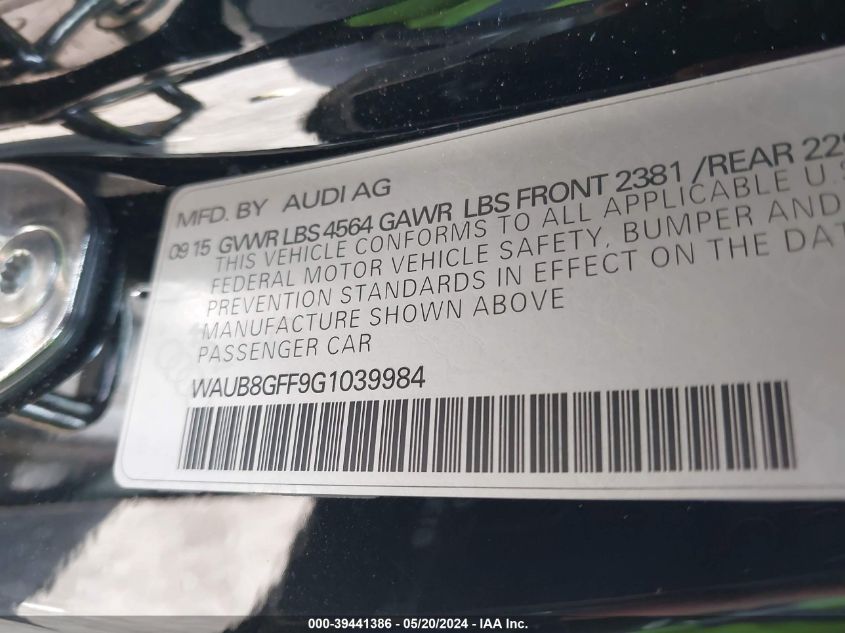 MFD. BY AUDI AG
09 15 GVWR LBS 4564 GAWR LBS FRONT 2381 /REAR
THIS VEHICLE CONFORMS TO ALL APPLICABLE U.S
FEDERAL MOTOR VEHICLE SAFETY, BUMPER AND
PREVENTION STANDARDS IN EFFECT ON THE
MANUFACTURE SHOWN ABOVE
PASSENGER CAR
WAUB8GFF9G1039984
000-39441386 - 05/20/2024 - IAA Inc.